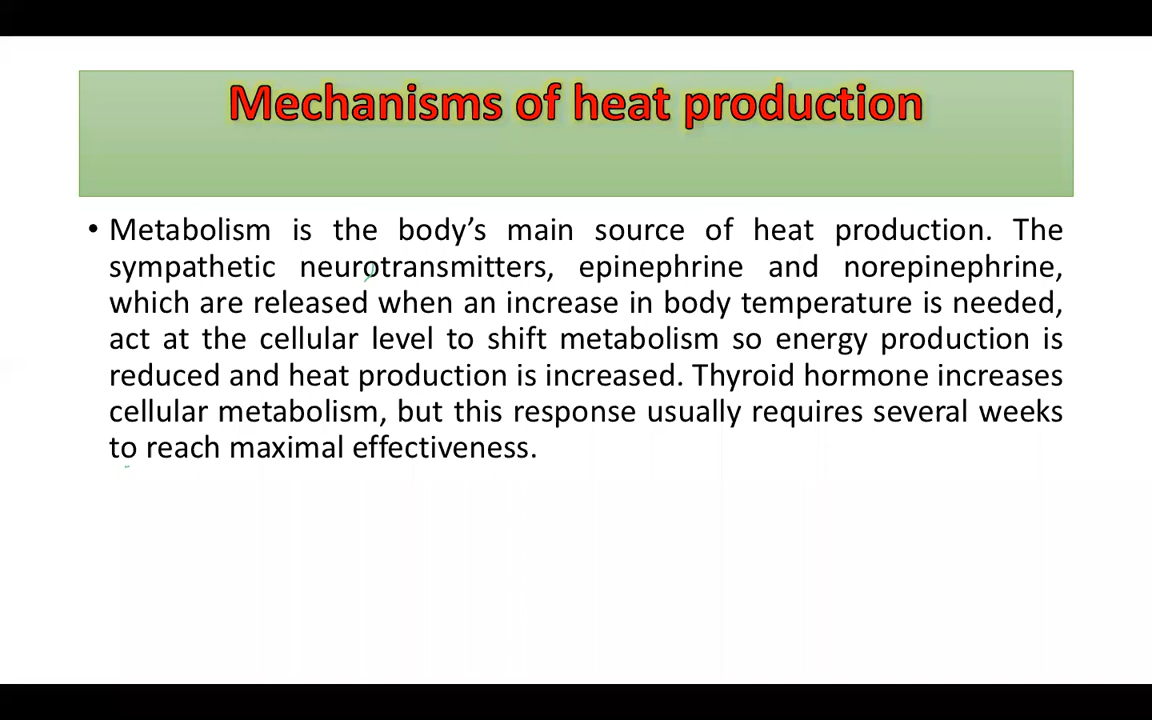 Mechanisms of heat production
• Metabolism is the body’s main source of heat production. The
sympathetic neurotransmitters, epinephrine and norepinephrine,
which are released when an increase in body temperature is needed,
act at the cellular level to shift metabolism so energy production is
reduced and heat production is increased. Thyroid hormone increases
cellular metabolism, but this response usually requires several weeks
to reach maximal effectiveness.